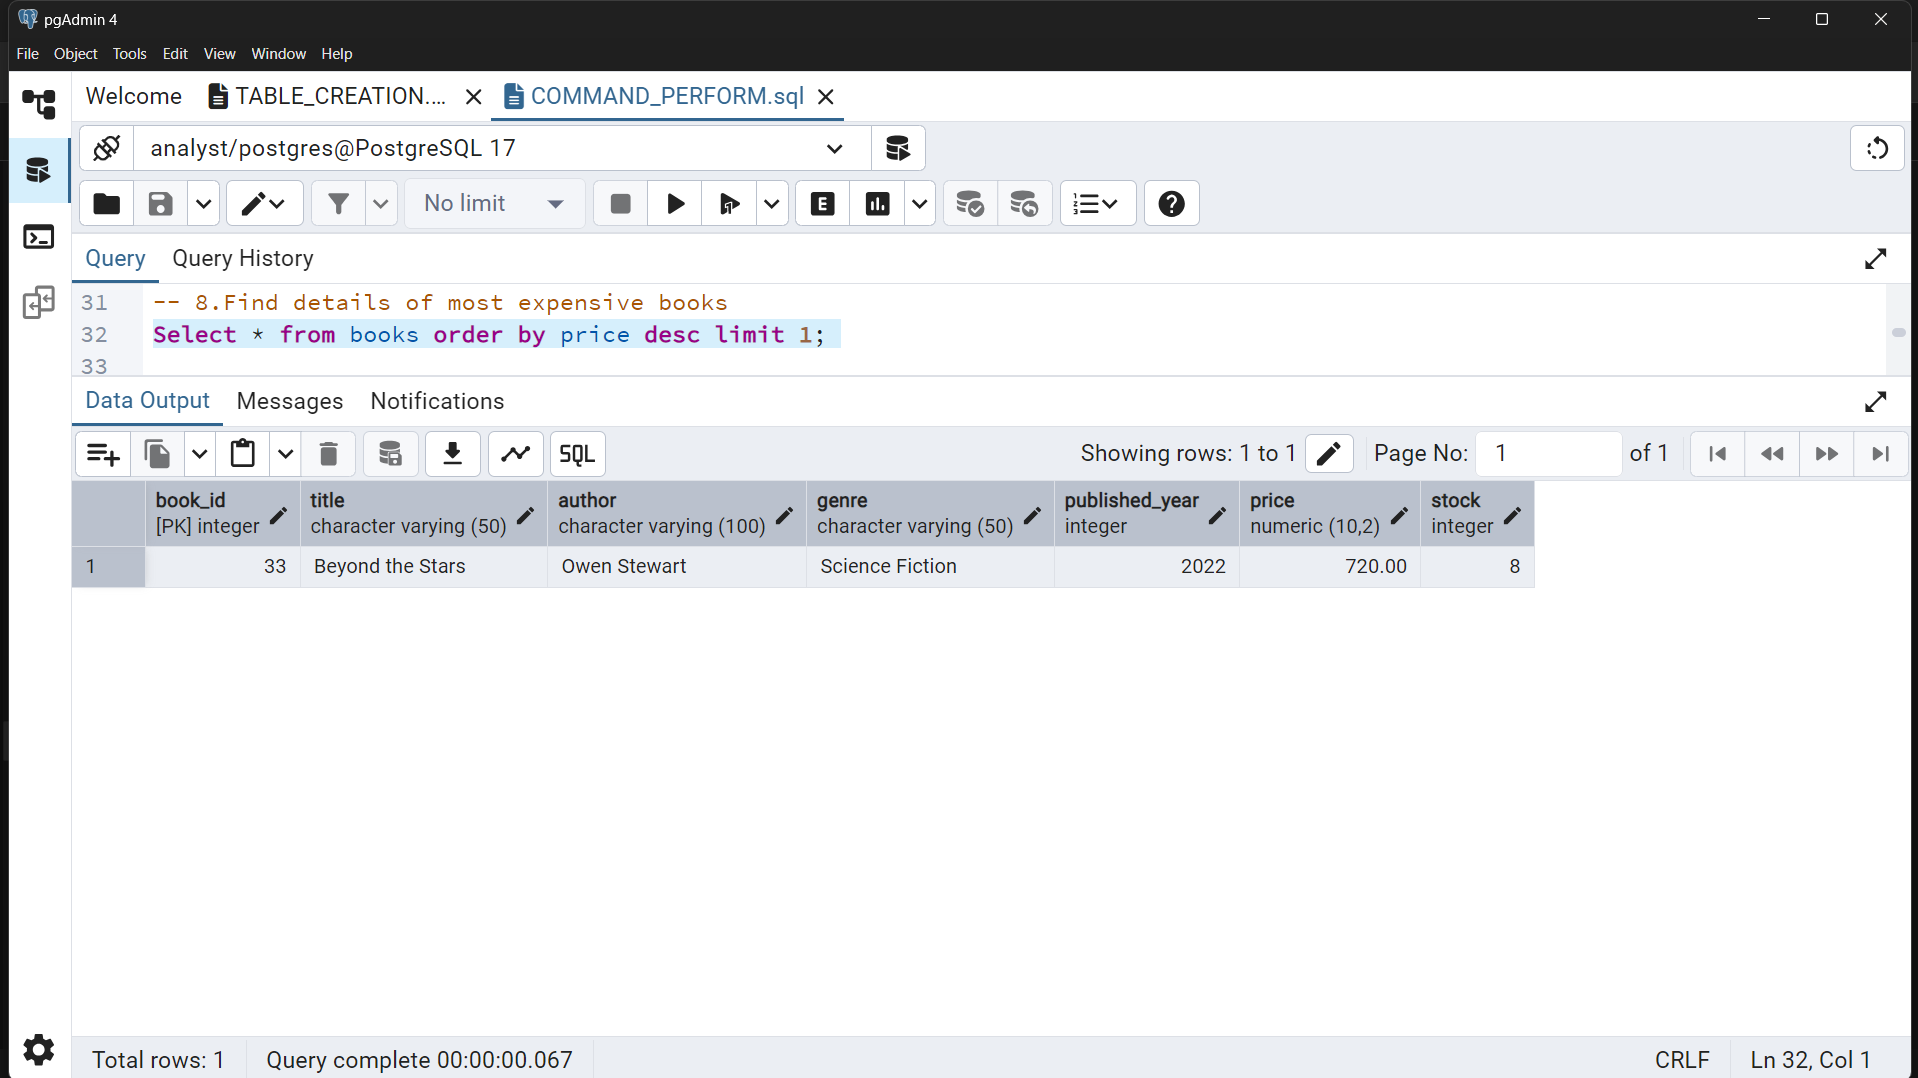 pgAdmin 4
File Object Tools Edit View Window Help
Welcome TABLE_CREATION.... COMMAND_PERFORM.sql
analyst/postgres@PostgreSQL 17
No limit E
Query Query History
31 -- 8.Find details of most expensive books
32 Select * from books order by price desc limit 1;
33
Data Output Messages Notifications
SQL Showing rows: 1 to 1 Page No: 1 of 1
book_id title author genre published_year price stock
[PK] integer character varying (50) character varying (100) character varying (50) integer numeric (10,2) integer
1 33 Beyond the Stars Owen Stewart Science Fiction 2022 720.00 8
Total rows: 1 Query complete 00:00:00.067 CRLF Ln 32, Col 1